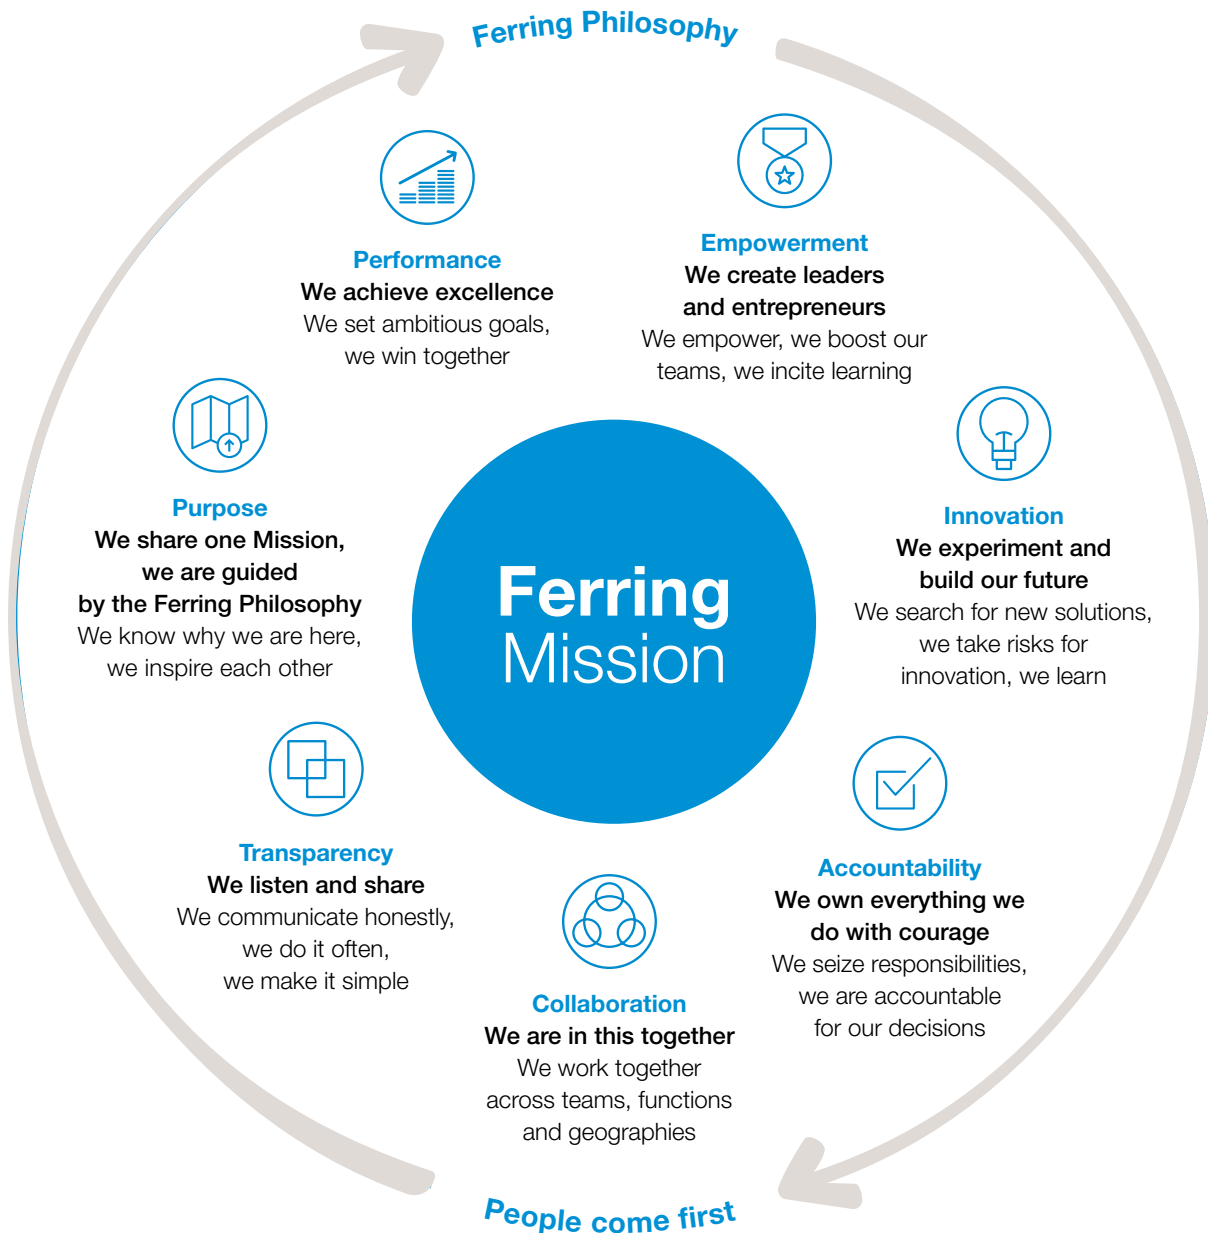 Ferring Philosophy
Performance
We achieve excellence
We set ambitious goals,
we win together
Empowerment
We create leaders
and entrepreneurs
We empower, we boost our
teams, we incite learning
Purpose
We share one Mission,
we are guided
by the Ferring Philosophy
We know why we are here,
we inspire each other
Ferring
Mission
Innovation
We experiment and
build our future
We search for new solutions,
we take risks for
innovation, we learn
Transparency
We listen and share
We communicate honestly,
we do it often,
we make it simple
Collaboration
We are in this together
We work together
across teams, functions
and geographies
Accountability
We own everything we
do with courage
We seize responsibilities,
we are accountable
for our decisions
People come first